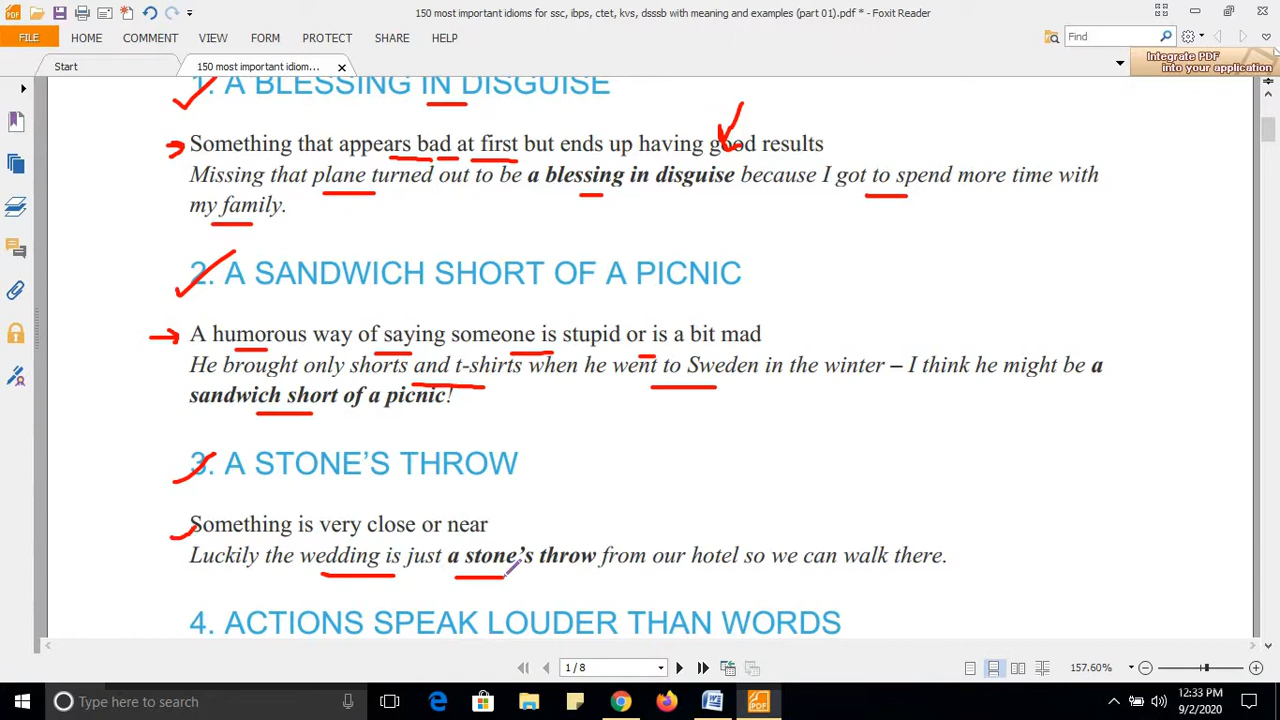 150 most important idioms for ssc, ibps, ctet, kvs, dsssb with meaning and exemples (part 01).pdf * - Foxit Reader
FILE HOME COMMENT VIEW FORM PROTECT SHARE HELP Find
Start 150 most important idiom... Integrate PDF
into your application
1. A BLESSING IN DISGUISE
Something that appears bad at first but ends up having good results
Missing that plane turned out to be a blessing in disguise because I got to spend more time with
my family.
2. A SANDWICH SHORT OF A PICNIC
A humorous way of saying someone is stupid or is a bit mad
He brought only shorts and t-shirts when he went to Sweden in the winter – I think he might be a
sandwich short of a picnic!
3. A STONE'S THROW
Something is very close or near
Luckily the wedding is just a stone's throw from our hotel so we can walk there.
4. ACTIONS SPEAK LOUDER THAN WORDS
1 / 8 157.60%
Type here to search 12:33 PM
9/2/2020